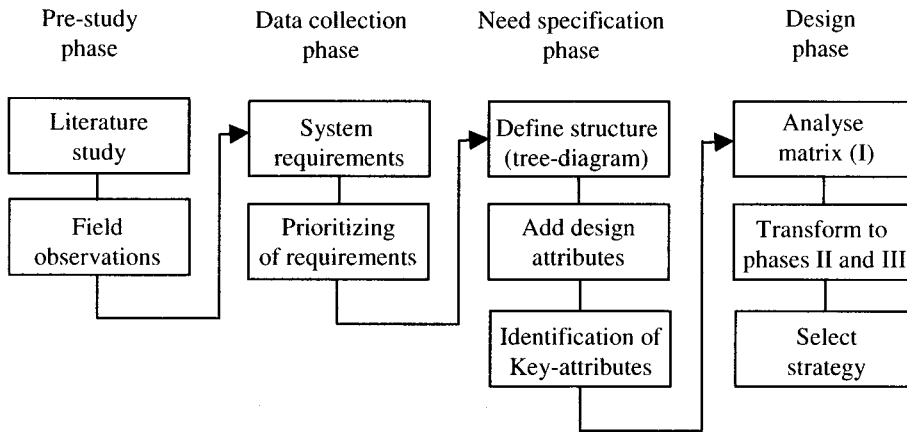 Pre-study
phase
Literature
study
Field
observations
Data collection
phase
System
requirements
Prioritizing
of requirements
Need specification
phase
Define structure
(tree-diagram)
Add design
attributes
Identification of
Key-attributes
Design
phase
Analyse
matrix (I)
Transform to
phases II and III
Select
strategy